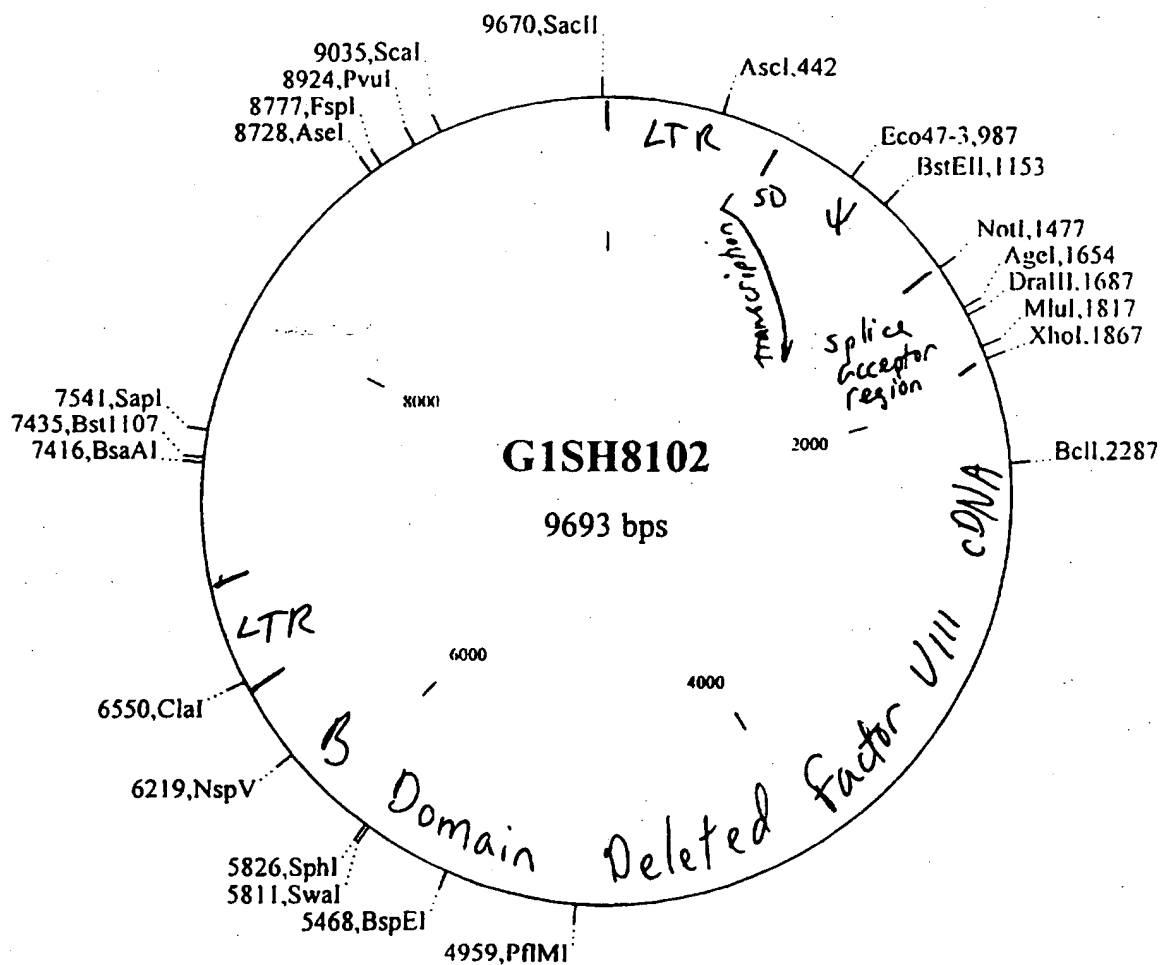 9670,SacII
9035,ScaI
8924,PvuI
8777,FspI
8728,AseI
AscI,442
Eco47-3,987
BstEII,1153
NotI,1477
AgeI,1654
DraIII,1687
MluI,1817
XhoI,1867
BclI,2287
LTR
SD
Ψ
transcription
splice
acceptor
region
2000
8000
7541,SapI
7435,Bst1107
7416,BsaAI
G1SH8102
9693 bps
cDNA
LTR
6000
4000
6550,ClaI
6219,NspV
5826,SphI
5811,SwaI
5468,BspEI
4959,PflMI
B Domain Deleted Factor VIII